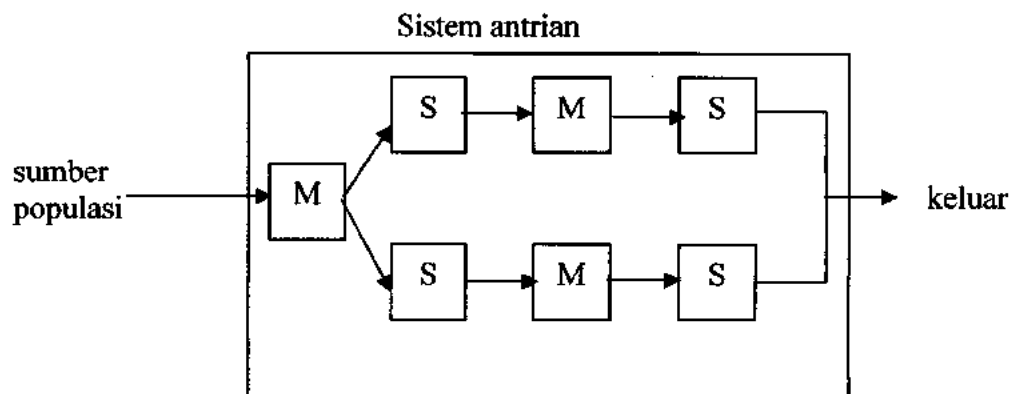 Sistem antrian
S M S
sumber
populasi
M
keluar
S M S